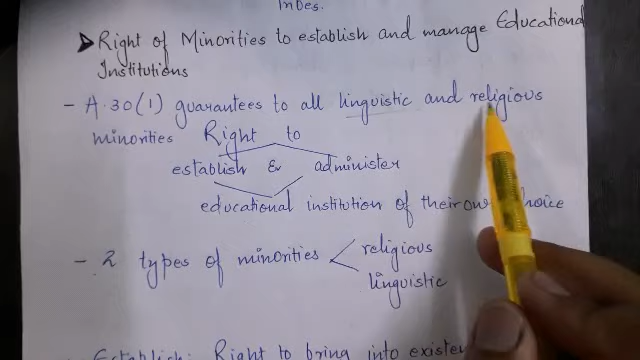 Tribes.
➤ Right of Minorities to establish and manage Educational
Institutions
- A.30(1) guarantees to all linguistic and religious
minorities Right to
establish & administer
educational institution of their own choice
- 2 types of minorities religious
linguistic
Establish: Right to bring into